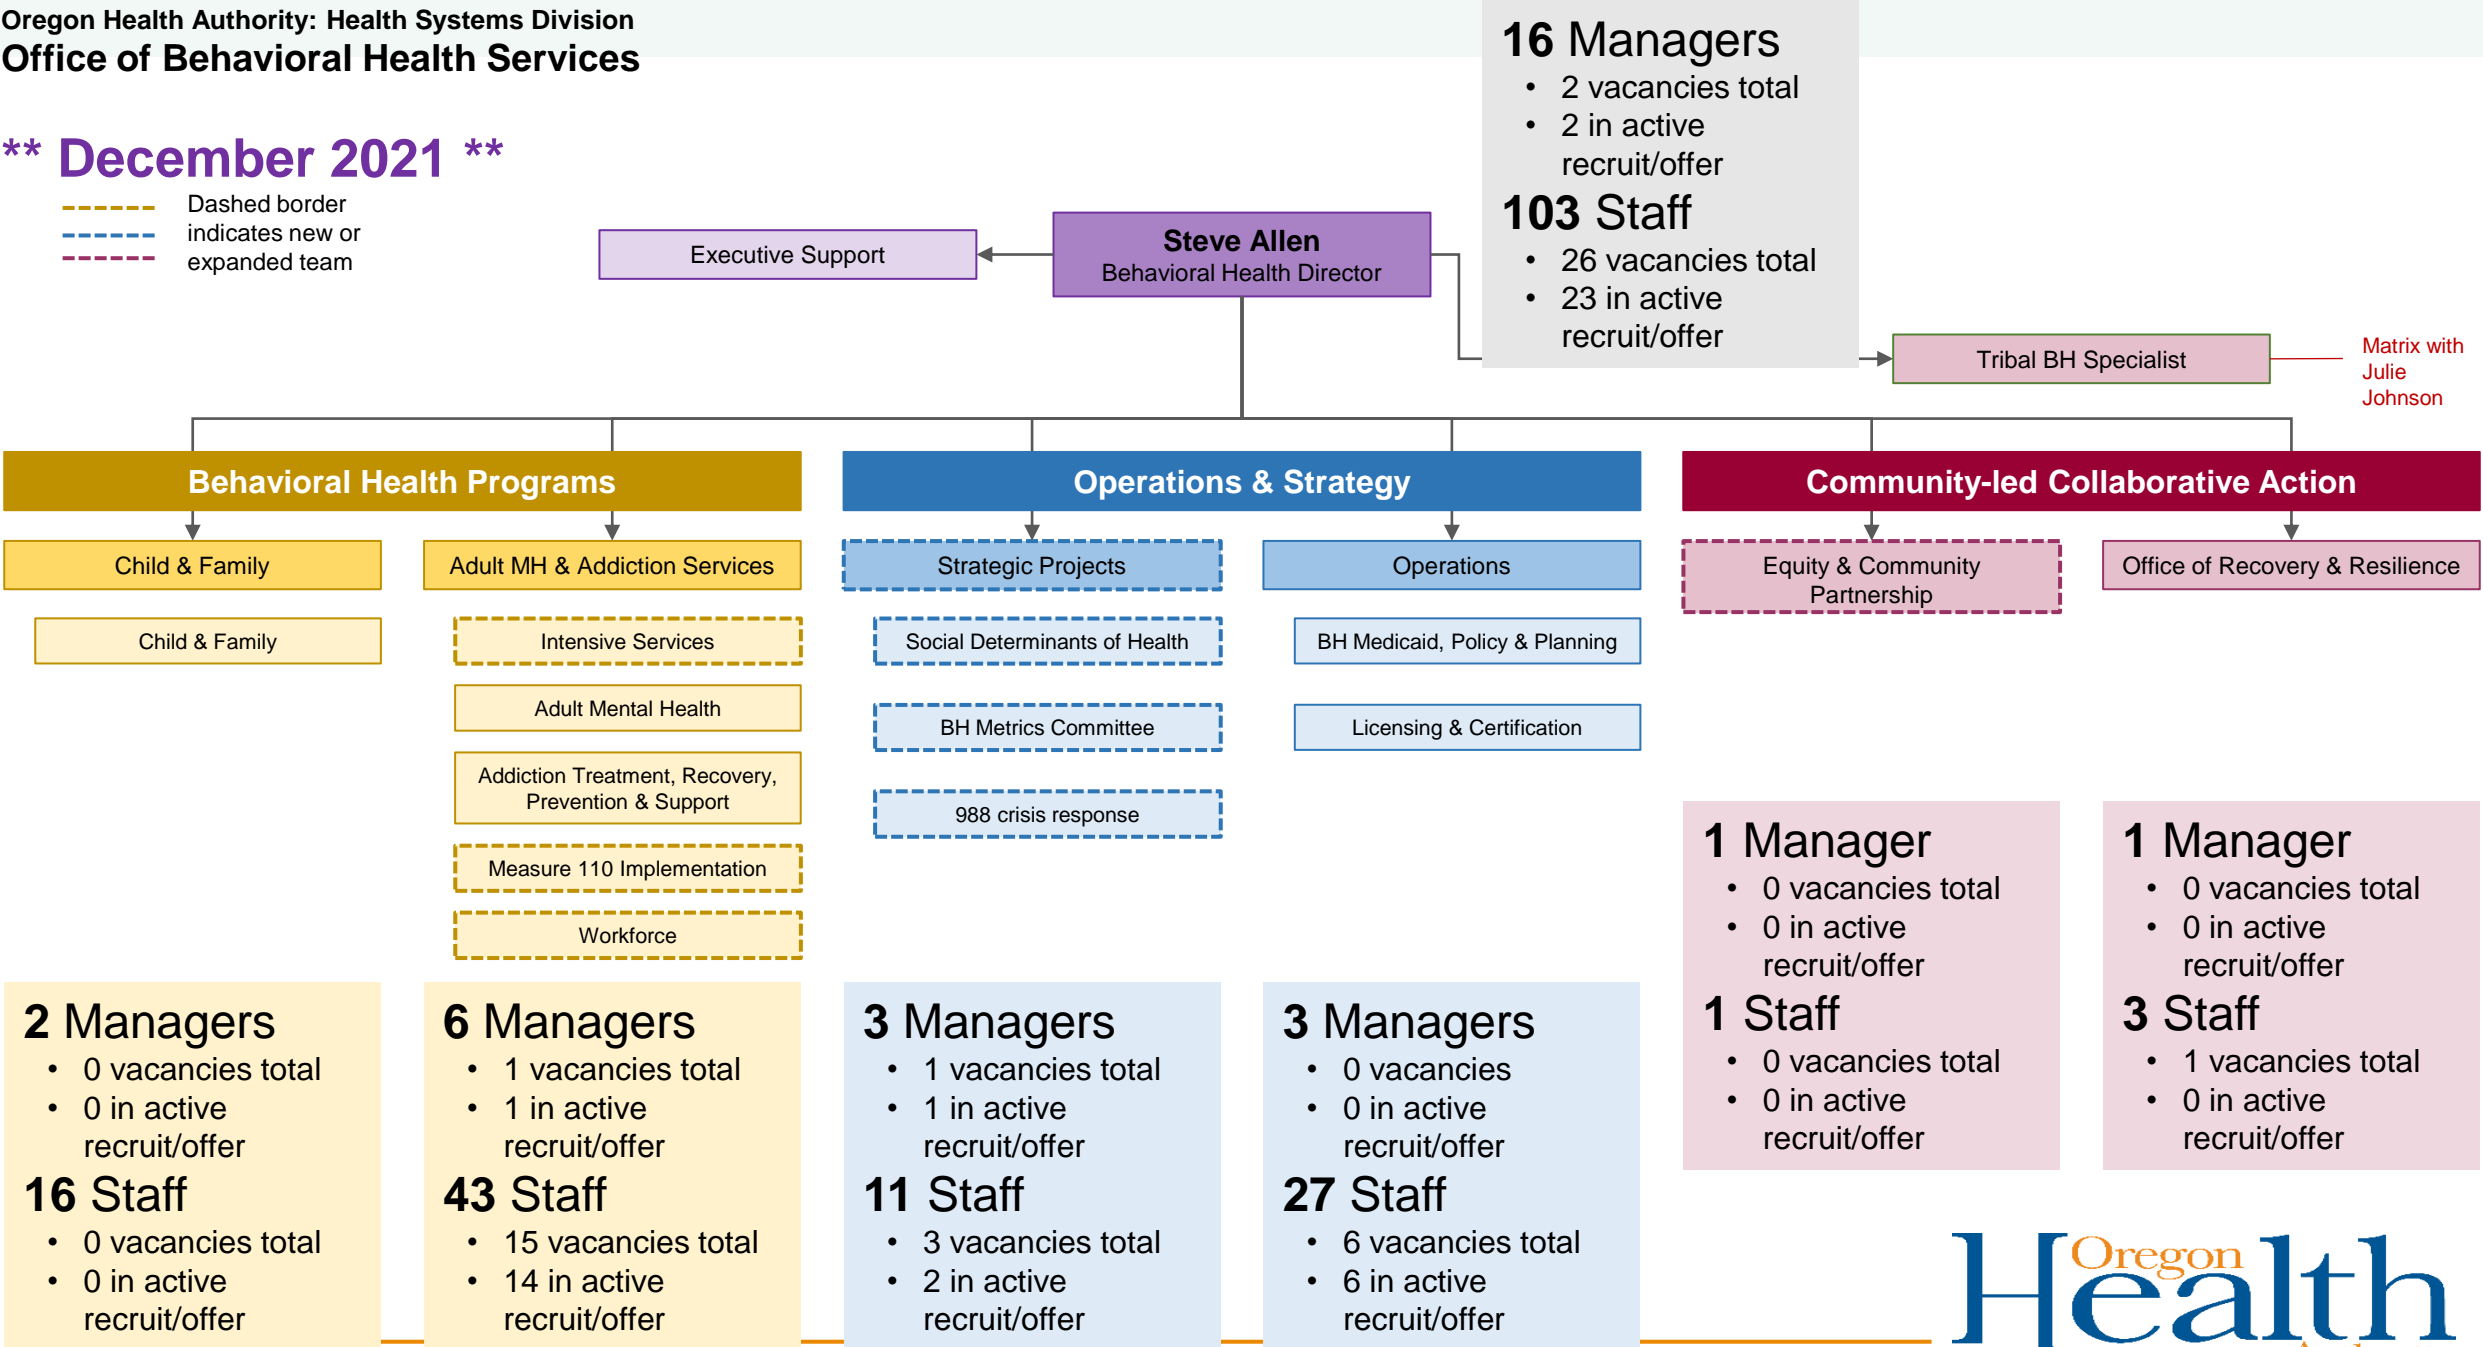 Oregon Health Authority: Health Systems Division
Office of Behavioral Health Services
** December 2021 **
Dashed border
indicates new or
expanded team
16 Managers
• 2 vacancies total
• 2 in active
recruit/offer
103 Staff
• 26 vacancies total
• 23 in active
recruit/offer
Executive Support
Steve Allen
Behavioral Health Director
Tribal BH Specialist
Matrix with
Julie
Johnson
Behavioral Health Programs
Operations & Strategy
Community-led Collaborative Action
Child & Family
Child & Family
Adult MH & Addiction Services
Intensive Services
Adult Mental Health
Addiction Treatment, Recovery,
Prevention & Support
Measure 110 Implementation
Workforce
Strategic Projects
Social Determinants of Health
BH Metrics Committee
988 crisis response
Operations
BH Medicaid, Policy & Planning
Licensing & Certification
Equity & Community
Partnership
Office of Recovery & Resilience
2 Managers
• 0 vacancies total
• 0 in active
recruit/offer
16 Staff
• 0 vacancies total
• 0 in active
recruit/offer
6 Managers
• 1 vacancies total
• 1 in active
recruit/offer
43 Staff
• 15 vacancies total
• 14 in active
recruit/offer
3 Managers
• 1 vacancies total
• 1 in active
recruit/offer
11 Staff
• 3 vacancies total
• 2 in active
recruit/offer
3 Managers
• 0 vacancies
• 0 in active
recruit/offer
27 Staff
• 6 vacancies total
• 6 in active
recruit/offer
1 Manager
• 0 vacancies total
• 0 in active
recruit/offer
1 Staff
• 0 vacancies total
• 0 in active
recruit/offer
1 Manager
• 0 vacancies total
• 0 in active
recruit/offer
3 Staff
• 1 vacancies total
• 0 in active
recruit/offer
Oregon
Health